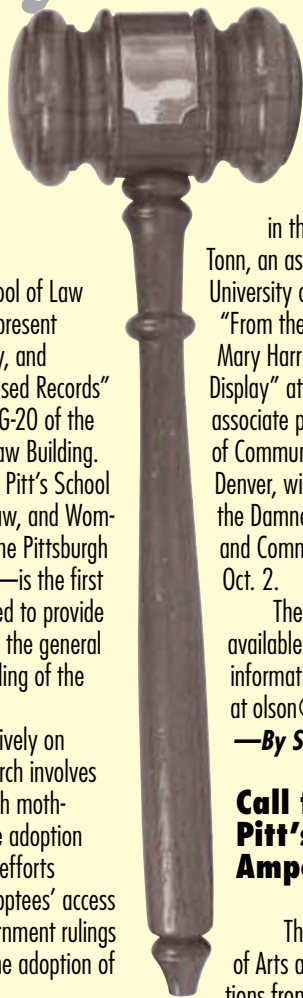 ool of Law
present
y, and
sed Records"
G-20 of the
aw Building.
Pitt's School
aw, and Wom-
he Pittsburgh
—is the first
ed to provide
the general
ding of the
ively on
rch involves
h moth-
e adoption
efforts
optees' access
rnment rulings
he adoption of
in th
Tonn, an as
University o
"From the
Mary Harri
Display" at
associate p
of Commun
Denver, wi
the Damne
and Comm
Oct. 2.
The
available
informati
at olson@
—By S
Call f
Pitt's
Ampe
Th
of Arts a
tions from